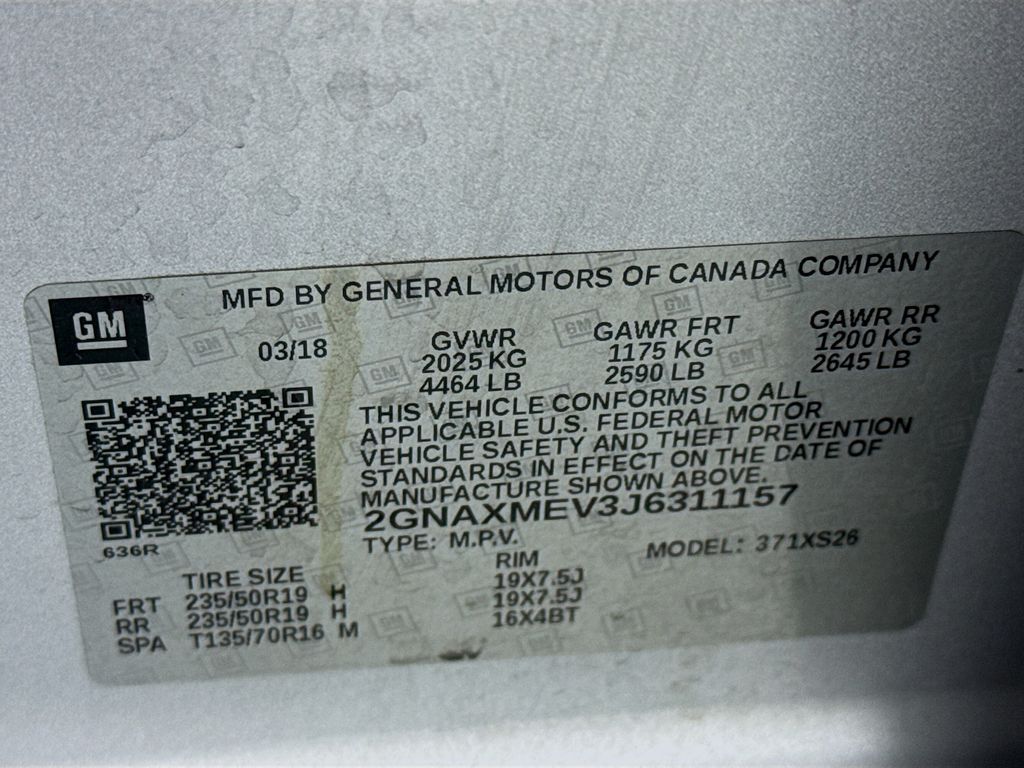 MFD BY GENERAL MOTORS OF CANADA COMPANY
GM
03/18
GVWR
2025 KG
4464 LB
GAWR FRT
1175 KG
2590 LB
GAWR RR
1200 KG
2645 LB
THIS VEHICLE CONFORMS TO ALL
APPLICABLE U.S. FEDERAL MOTOR
VEHICLE SAFETY AND THEFT PREVENTION
STANDARDS IN EFFECT ON THE DATE OF
MANUFACTURE SHOWN ABOVE.
2GNAXMEV3J6311157
636R
TYPE: M.P.V. MODEL: 371XS26
TIRE SIZE RIM
FRT 235/50R19 H 19X7.5J
RR 235/50R19 H 19X7.5J
SPA T135/70R16 M 16X4BT